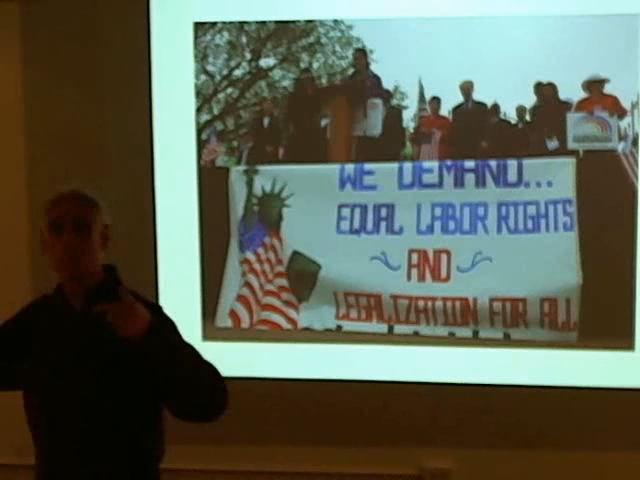 WE DEMAND...
EQUAL LABOR RIGHTS
AND
LEGALIZATION FOR ALL